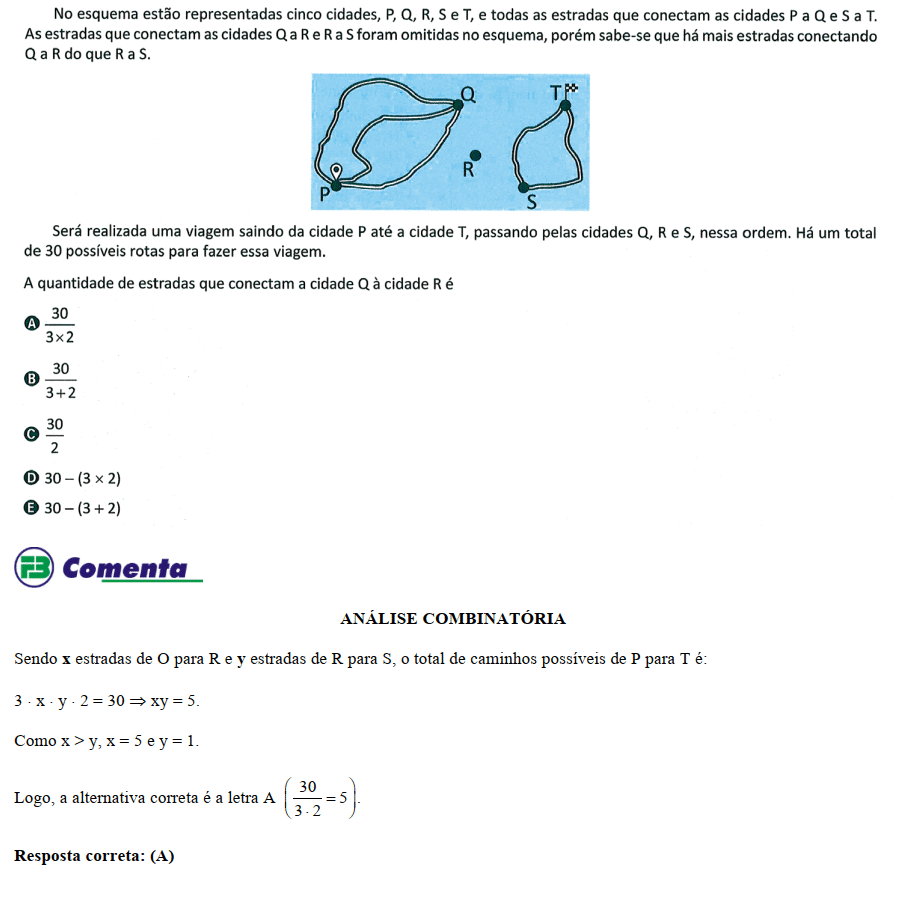 No esquema estão representadas cinco cidades, P, Q, R, S e T, e todas as estradas que conectam as cidades P a Q e S a T.
As estradas que conectam as cidades Q a R e R a S foram omitidas no esquema, porém sabe-se que há mais estradas conectando
Q a R do que R a S.
Q
T
R
P
S
Será realizada uma viagem saindo da cidade P até a cidade T, passando pelas cidades Q, R e S, nessa ordem. Há um total
de 30 possíveis rotas para fazer essa viagem.
A quantidade de estradas que conectam a cidade Q à cidade R é
A 30/(3×2)
B 30/(3+2)
C 30/2
D 30 – (3 × 2)
E 30 – (3 + 2)
FB Comenta
ANÁLISE COMBINATÓRIA
Sendo x estradas de O para R e y estradas de R para S, o total de caminhos possíveis de P para T é:
3 · x · y · 2 = 30 ⇒ xy = 5.
Como x > y, x = 5 e y = 1.
Logo, a alternativa correta é a letra A (30/(3 · 2) = 5).
Resposta correta: (A)